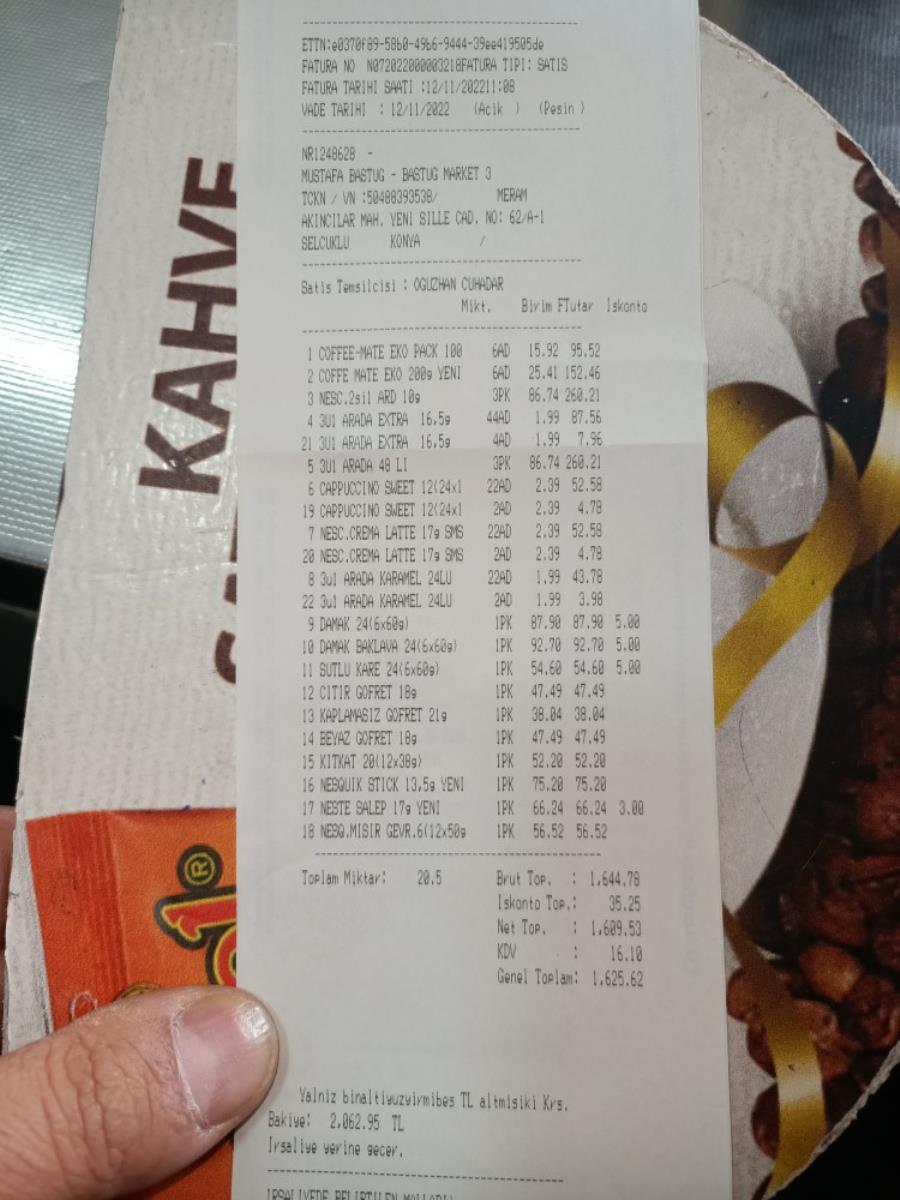 KAHVE
ETTN:e0370f89-58b0-49b6-9444-39ee419505de
FATURA NO N072022000003218FATURA TIPI: SATIS
FATURA TARIHI SAATI :12/11/202211:08
VADE TARIHI : 12/11/2022 (Acik ) (Pesin )
NR1248628 -
MUSTAFA BASTUG - BASTUG MARKET 3
TCKN / VN :50488393538/ MERAM
AKINCILAR MAH. YENI SILLE CAD. NO: 62/A-1
SELCUKLU KONYA /
Satis Temsilcisi : OGUZHAN CUHADAR
Mikt. Birim FTutar Iskonto
1 COFFEE-MATE EKO PACK 100 6AD 15.92 95.52
2 COFFE MATE EKO 200g YENI 6AD 25.41 152.46
3 NESC.2si1 ARD 10g 3PK 86.74 260.21
4 3U1 ARADA EXTRA 16,5g 44AD 1.99 87.56
21 3U1 ARADA EXTRA 16,5g 4AD 1.99 7.96
5 3U1 ARADA 48 LI 3PK 86.74 260.21
6 CAPPUCCINO SWEET 12(24x1 22AD 2.39 52.58
19 CAPPUCCINO SWEET 12(24x1 2AD 2.39 4.78
7 NESC.CREMA LATTE 17g SMS 22AD 2.39 52.58
20 NESC.CREMA LATTE 17g SMS 2AD 2.39 4.78
8 3u1 ARADA KARAMEL 24LU 22AD 1.99 43.78
22 3u1 ARADA KARAMEL 24LU 2AD 1.99 3.98
9 DAMAK 24(6x60g) 1PK 87.90 87.90 5.00
10 DAMAK BAKLAVA 24(6x60g) 1PK 92.70 92.70 5.00
11 SUTLU KARE 24(6x60g) 1PK 54.60 54.60 5.00
12 CITIR GOFRET 18g 1PK 47.49 47.49
13 KAPLAMASIZ GOFRET 21g 1PK 38.04 38.04
14 BEYAZ GOFRET 18g 1PK 47.49 47.49
15 KITKAT 20(12x38g) 1PK 52.20 52.20
16 NESQUIK STICK 13,5g YENI 1PK 75.20 75.20
17 NESTE SALEP 17g YENI 1PK 66.24 66.24 3.00
18 NESQ.MISIR GEVR.6(12x50g 1PK 56.52 56.52
Toplam Miktar: 20.5 Brut Top. : 1,644.78
Iskonto Top.: 35.25
Net Top. : 1,609.53
KDV : 16.10
Genel Toplam: 1,625.62
Yalniz binaltiyuzyirmibes TL altmisiki Krs.
Bakiye: 2,062.95 TL
Irsaliye yerine gecer.